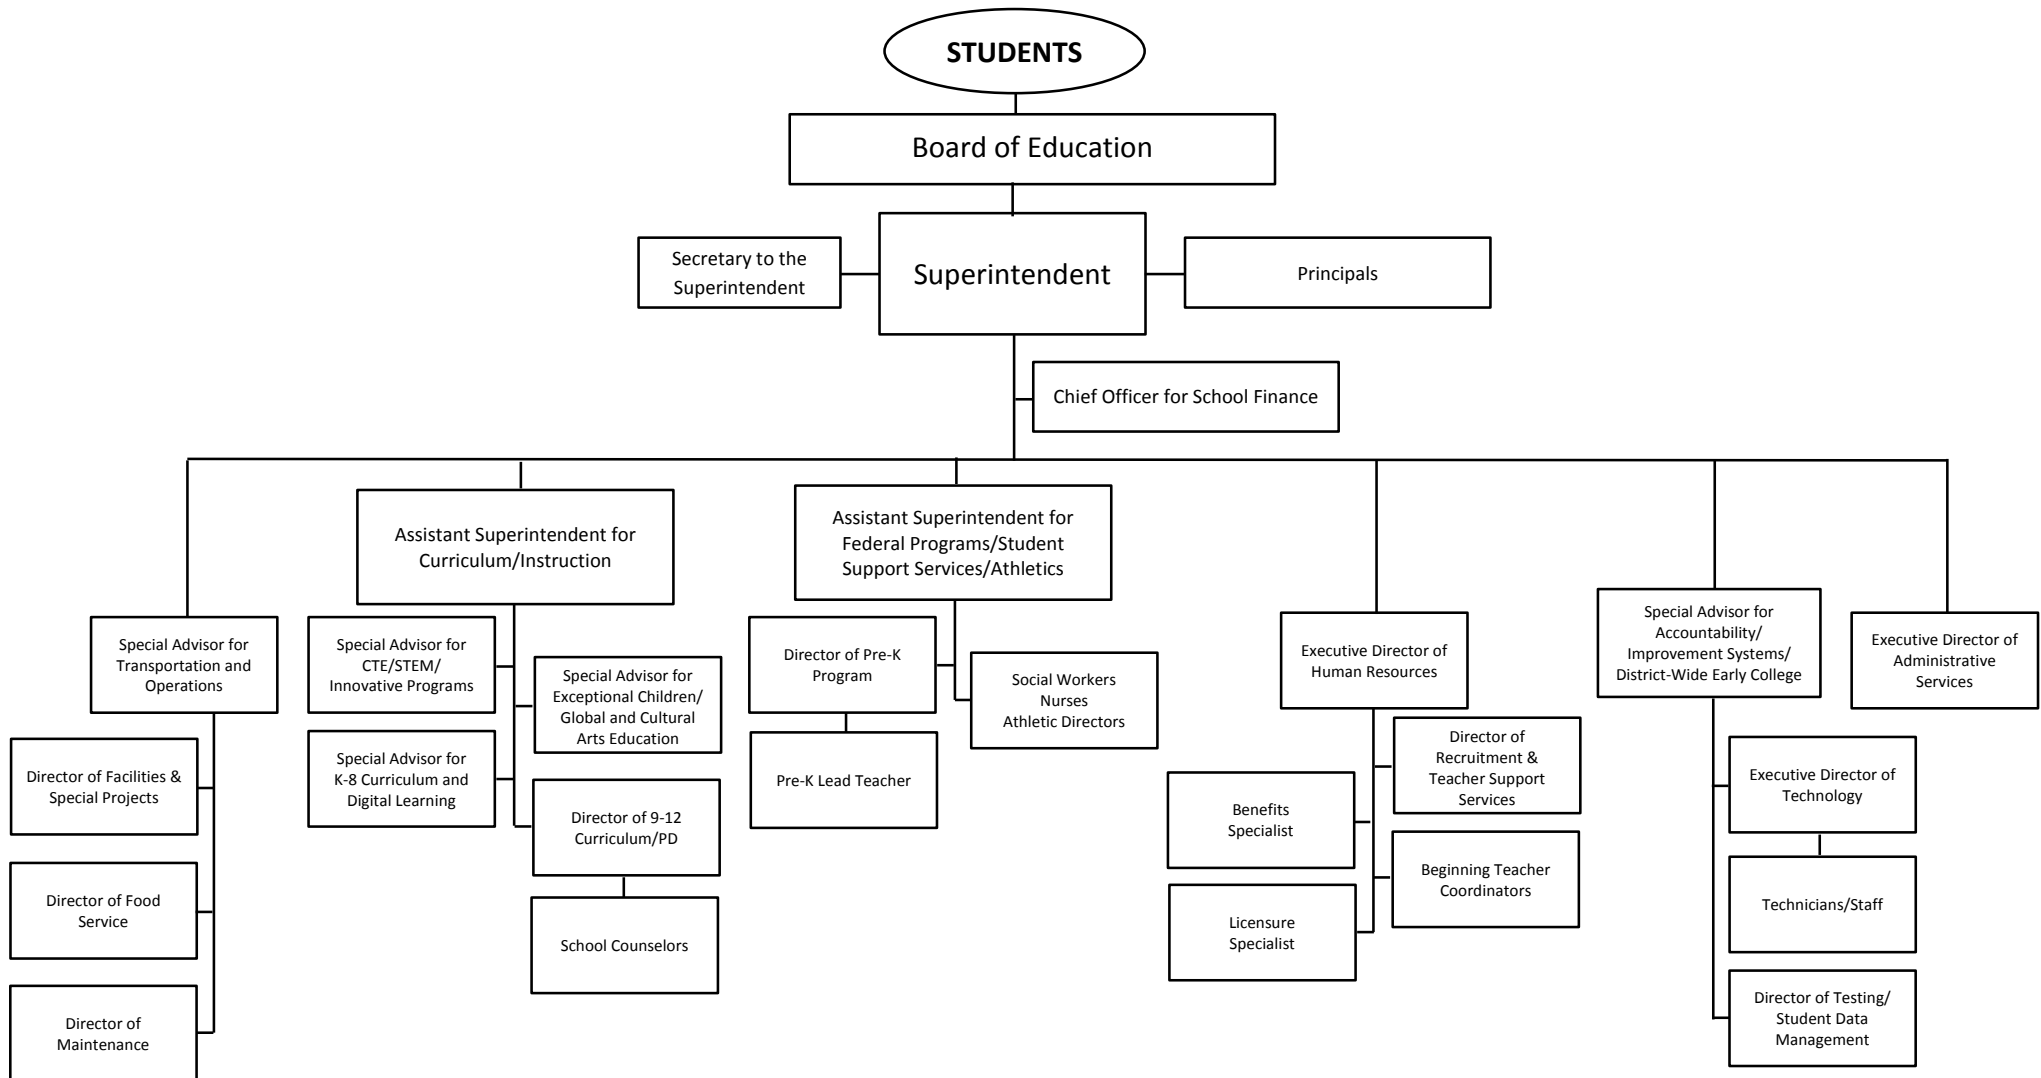 STUDENTS
Board of Education
Secretary to the
Superintendent
Superintendent
Principals
Chief Officer for School Finance
Assistant Superintendent for
Curriculum/Instruction
Assistant Superintendent for
Federal Programs/Student
Support Services/Athletics
Special Advisor for
Transportation and
Operations
Director of Facilities &
Special Projects
Director of Food
Service
Director of
Maintenance
Special Advisor for
CTE/STEM/
Innovative Programs
Special Advisor for
Exceptional Children/
Global and Cultural
Arts Education
Special Advisor for
K-8 Curriculum and
Digital Learning
Director of 9-12
Curriculum/PD
School Counselors
Director of Pre-K
Program
Social Workers
Nurses
Athletic Directors
Pre-K Lead Teacher
Executive Director of
Human Resources
Director of
Recruitment &
Teacher Support
Services
Benefits
Specialist
Beginning Teacher
Coordinators
Licensure
Specialist
Special Advisor for
Accountability/
Improvement Systems/
District-Wide Early College
Executive Director of
Technology
Technicians/Staff
Director of Testing/
Student Data
Management
Executive Director of
Administrative
Services